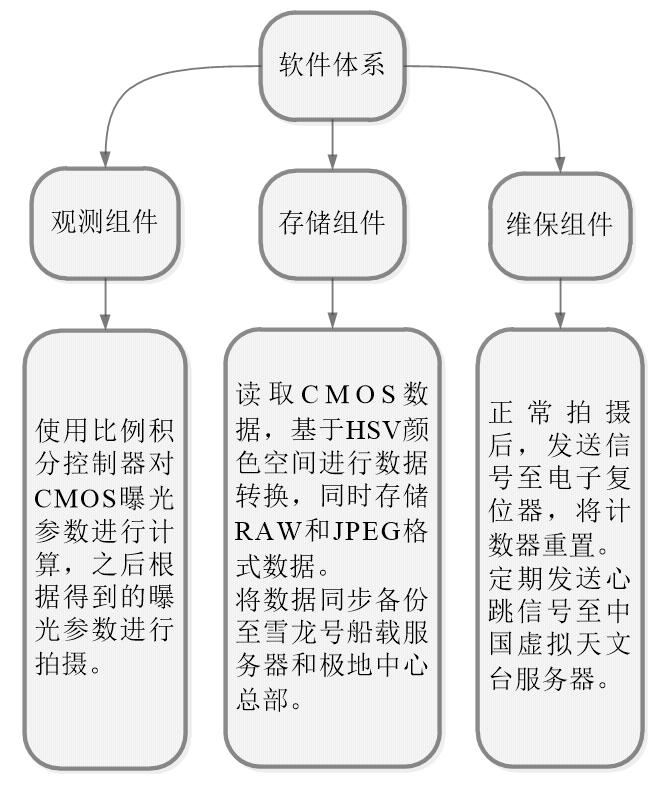 软件体系
观测组件
存储组件
维保组件
使用比例积
分控制器对
CMOS曝光
参数进行计
算，之后根
据得到的曝
光参数进行
拍摄。
读取CMOS数
据，基于HSV颜
色空间进行数据
转换，同时存储
RAW和JPEG格
式数据。
将数据同步备份
至雪龙号船载服
务器和极地中心
总部。
正常拍摄
后，发送信
号至电子复
位器，将计
数器重置。
定期发送心
跳信号至中
国虚拟天文
台服务器。